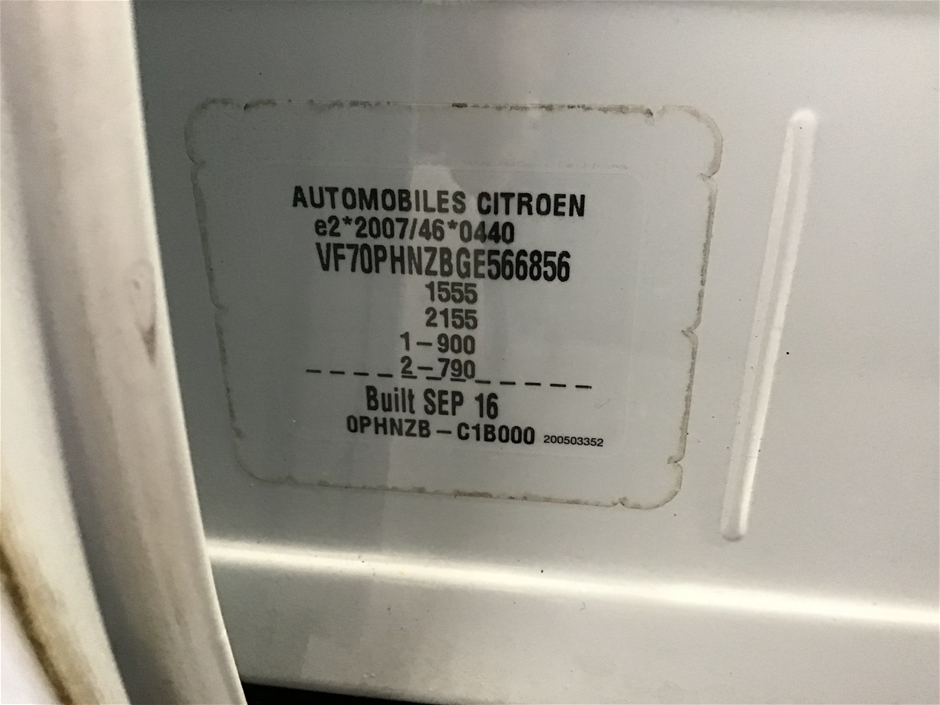 AUTOMOBILES CITROEN
e2*2007/46*0440
VF70PHNZBGE566856
1555
2155
1-900
2-790
Built SEP 16
0PHNZB-C1B000 200503352